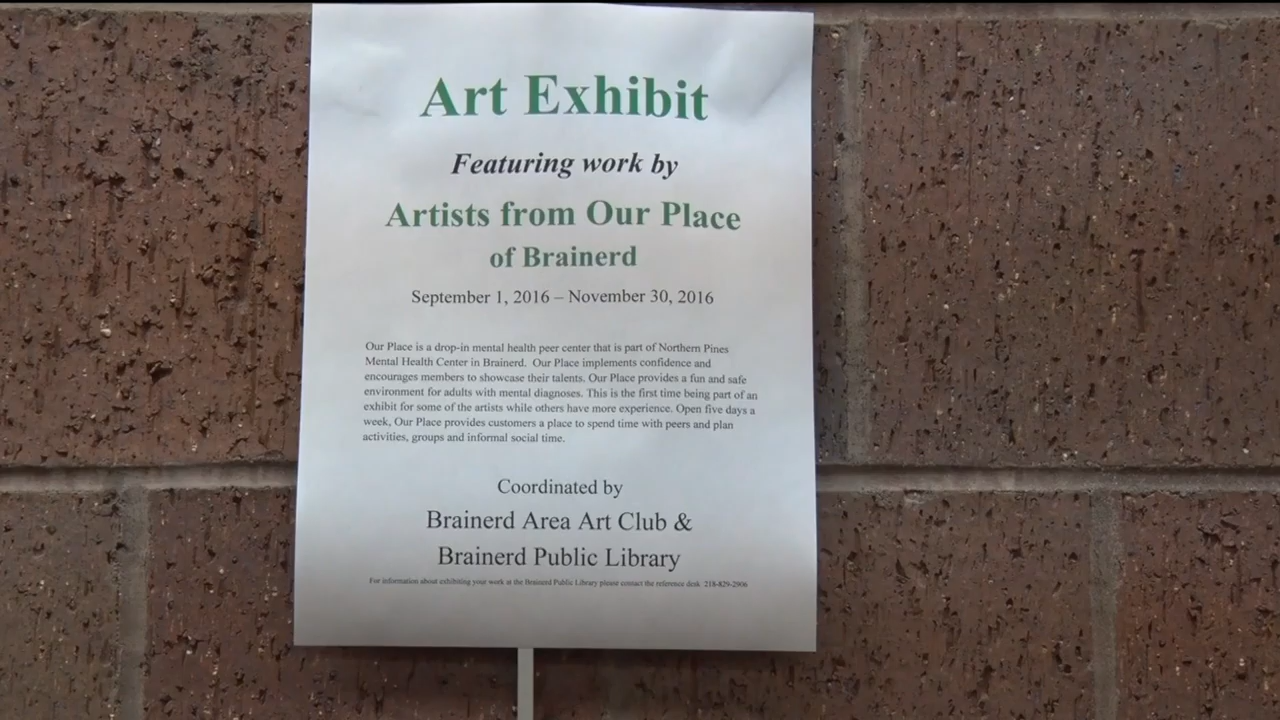 Art Exhibit
Featuring work by
Artists from Our Place
of Brainerd
September 1, 2016 – November 30, 2016
Our Place is a drop-in mental health peer center that is part of Northern Pines
Mental Health Center in Brainerd. Our Place implements confidence and
encourages members to showcase their talents. Our Place provides a fun and safe
environment for adults with mental diagnoses. This is the first time being part of an
exhibit for some of the artists while others have more experience. Open five days a
week, Our Place provides customers a place to spend time with peers and plan
activities, groups and informal social time.
Coordinated by
Brainerd Area Art Club &
Brainerd Public Library
For information about exhibiting your work at the Brainerd Public Library please contact the reference desk 218-829-2906